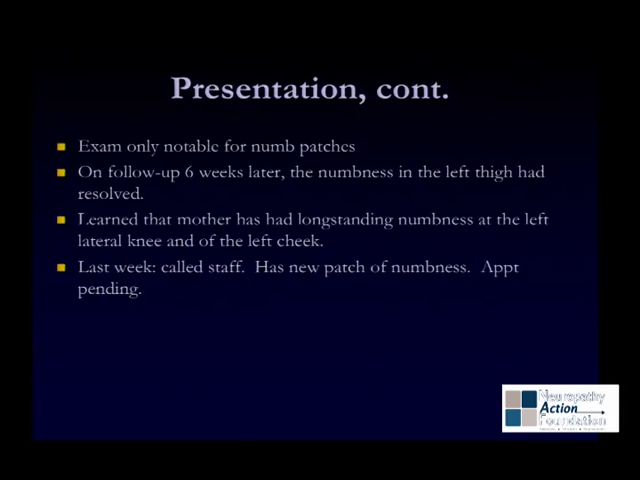 Presentation, cont.
Exam only notable for numb patches
On follow-up 6 weeks later, the numbness in the left thigh had
resolved.
Learned that mother has had longstanding numbness at the left
lateral knee and of the left cheek.
Last week: called staff. Has new patch of numbness. Appt
pending.
Neuropathy
Action
Foundation